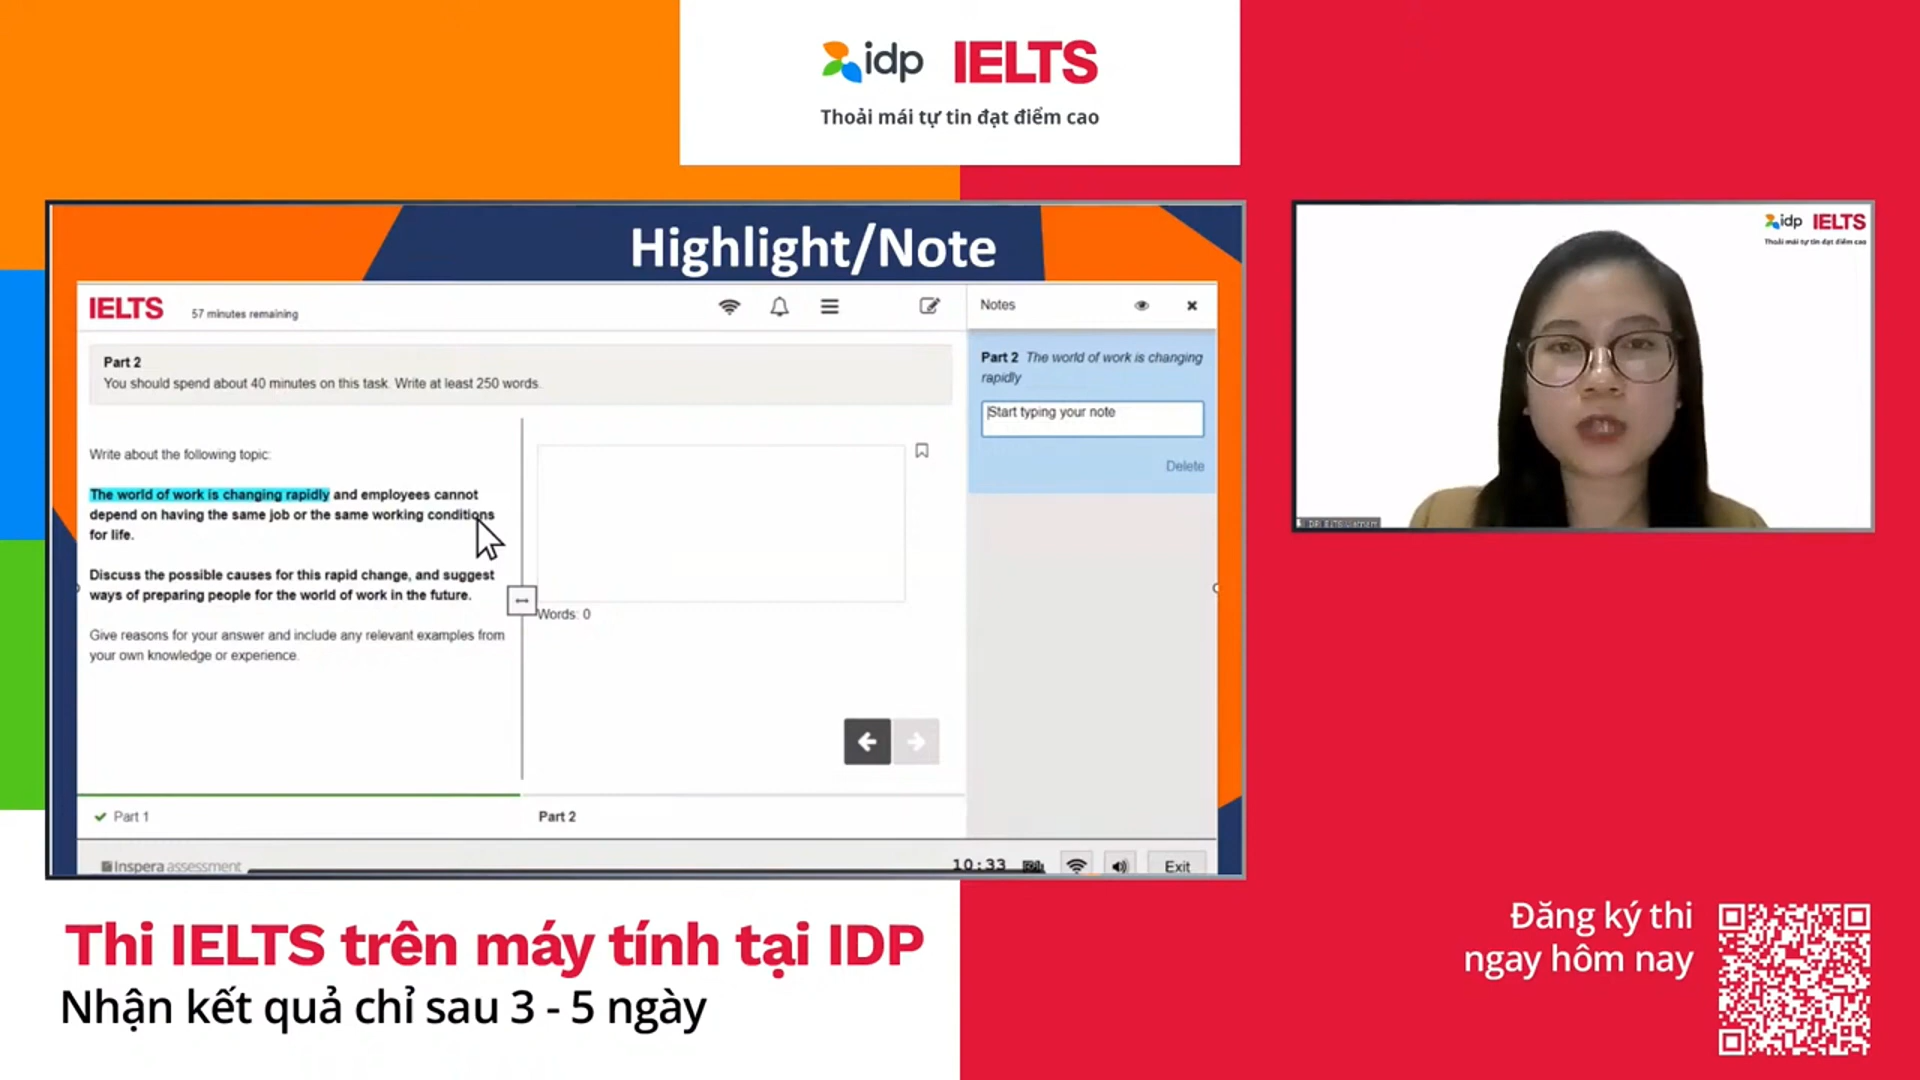 idp IELTS
Thoải mái tự tin đạt điểm cao
Highlight/Note
IELTS
57 minutes remaining
Notes
Part 2
You should spend about 40 minutes on this task. Write at least 250 words.
Write about the following topic:
The world of work is changing rapidly and employees cannot
depend on having the same job or the same working conditions
for life.
Discuss the possible causes for this rapid change, and suggest
ways of preparing people for the world of work in the future.
Give reasons for your answer and include any relevant examples from
your own knowledge or experience.
Words: 0
Part 2 The world of work is changing
rapidly
Start typing your note
Delete
Part 1
Part 2
Inspera assessment
10:33
Exit
idp IELTS
Thoải mái tự tin đạt điểm cao
Thi IELTS trên máy tính tại IDP
Nhận kết quả chỉ sau 3 - 5 ngày
Đăng ký thi
ngay hôm nay